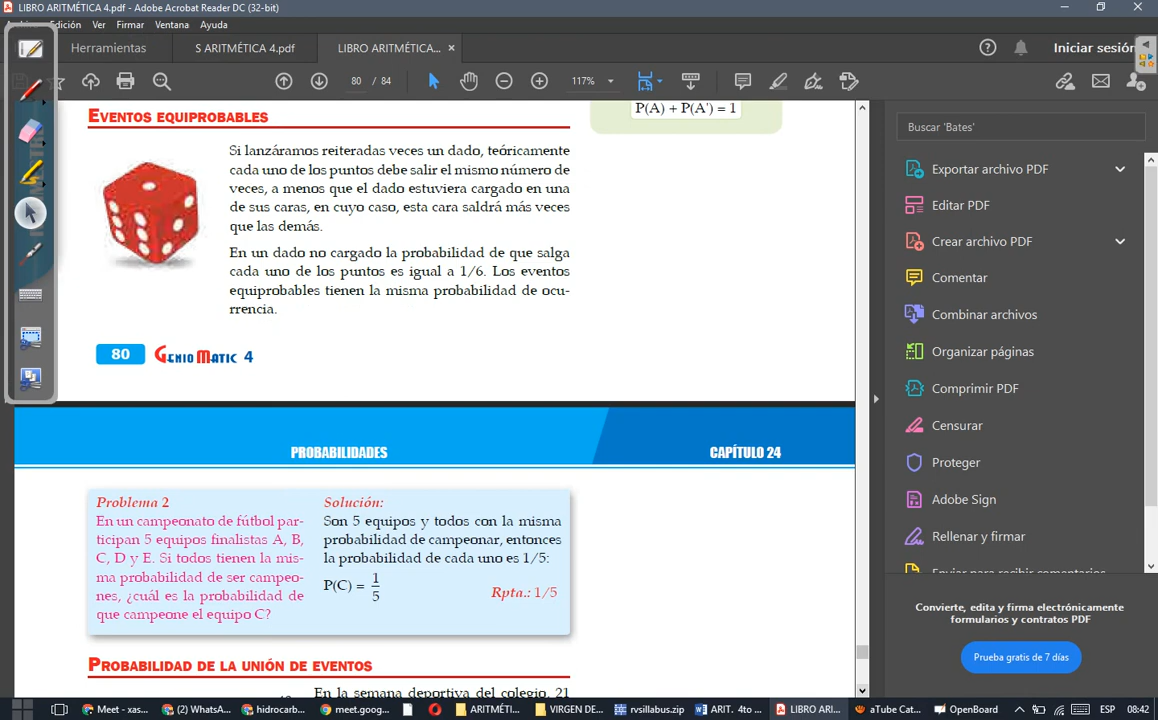 LIBRO ARITMÉTICA 4.pdf - Adobe Acrobat Reader DC (32-bit)
Edición Ver Firmar Ventana Ayuda
Herramientas
S ARITMÉTICA 4.pdf
LIBRO ARITMÉTICA...
Iniciar sesión
80 / 84
117%
P(A) + P(A') = 1
EVENTOS EQUIPROBABLES
Si lanzáramos reiteradas veces un dado, teóricamente
cada uno de los puntos debe salir el mismo número de
veces, a menos que el dado estuviera cargado en una
de sus caras, en cuyo caso, esta cara saldrá más veces
que las demás.
En un dado no cargado la probabilidad de que salga
cada uno de los puntos es igual a 1/6. Los eventos
equiprobables tienen la misma probabilidad de ocu-
rrencia.
80 GENIOMATIC 4
PROBABILIDADES
CAPÍTULO 24
Problema 2
En un campeonato de fútbol par-
ticipan 5 equipos finalistas A, B,
C, D y E. Si todos tienen la mis-
ma probabilidad de ser campeo-
nes, ¿cuál es la probabilidad de
que campeone el equipo C?
Solución:
Son 5 equipos y todos con la misma
probabilidad de campeonar, entonces
la probabilidad de cada uno es 1/5:
P(C) = 1/5
Rpta.: 1/5
PROBABILIDAD DE LA UNIÓN DE EVENTOS
En la semana deportiva del colegio, 21
Buscar 'Bates'
Exportar archivo PDF
Editar PDF
Crear archivo PDF
Comentar
Combinar archivos
Organizar páginas
Comprimir PDF
Censurar
Proteger
Adobe Sign
Rellenar y firmar
Enviar para recibir comentarios
Convierte, edita y firma electrónicamente
formularios y contratos PDF
Prueba gratis de 7 días
Meet - xas...
(2) WhatsA...
hidrocarb...
meet.goog...
ARITMÉTI...
VIRGEN DE...
rvsillabus.zip
ARIT. 4to ...
LIBRO ARI...
aTube Cat...
OpenBoard
ESP
08:42